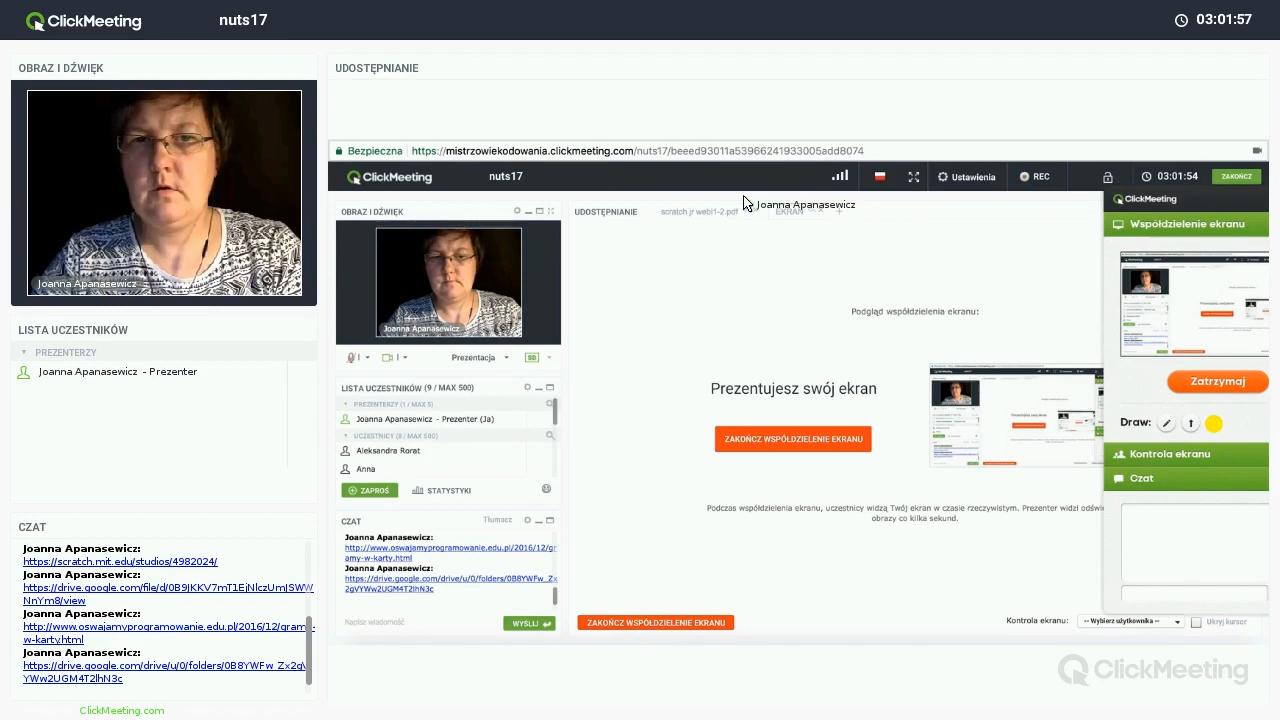 ClickMeeting
nuts17
03:01:57
OBRAZ I DŹWIĘK
Joanna Apanasewicz
LISTA UCZESTNIKÓW
PREZENTERZY
Joanna Apanasewicz - Prezenter
CZAT
Joanna Apanasewicz:
https://scratch.mit.edu/studios/4982024/
Joanna Apanasewicz:
https://drive.google.com/file/d/0B9JKKV7mT1EjNlczUmJSWW
NnYm8/view
Joanna Apanasewicz:
http://www.oswajamyprogramowanie.edu.pl/2016/12/gramy-
w-karty.html
Joanna Apanasewicz:
https://drive.google.com/drive/u/0/folders/0B8YWFw_Zx2gV
YWw2UGM4T2lhN3c
ClickMeeting.com
UDOSTĘPNIANIE
Bezpieczna https://mistrzowiekodowania.clickmeeting.com/nuts17/beeed93011a53966241933005add8074
ClickMeeting
nuts17
Ustawienia
REC
03:01:54
ZAKOŃCZ
OBRAZ I DŹWIĘK
Joanna Apanasewicz
Prezentacja
SD
LISTA UCZESTNIKÓW (9 / MAX 500)
PREZENTERZY (1 / MAX 5)
Joanna Apanasewicz - Prezenter (Ja)
UCZESTNICY (8 / MAX 500)
Aleksandra Rorat
Anna
ZAPROŚ
STATYSTYKI
CZAT
Tłumacz
Joanna Apanasewicz:
http://www.oswajamyprogramowanie.edu.pl/2016/12/gr
amy-w-karty.html
Joanna Apanasewicz:
https://drive.google.com/drive/u/0/folders/0B8YWFw_Zx
2gVYWw2UGM4T2lhN3c
Napisz wiadomość
WYŚLIJ
UDOSTĘPNIANIE
scratch jr webi1-2.pdf
EKRAN
Joanna Apanasewicz
Podgląd współdzielenia ekranu:
Prezentujesz swój ekran
ZAKOŃCZ WSPÓŁDZIELENIE EKRANU
Podczas współdzielenia ekranu, uczestnicy widzą Twój ekran w czasie rzeczywistym. Prezenter widzi odświ
obrazy co kilka sekund.
ZAKOŃCZ WSPÓŁDZIELENIE EKRANU
Kontrola ekranu:
-- Wybierz użytkownika --
Ukryj kursor
ClickMeeting
Współdzielenie ekranu
Zatrzymaj
Draw:
Kontrola ekranu
Czat
ClickMeeting